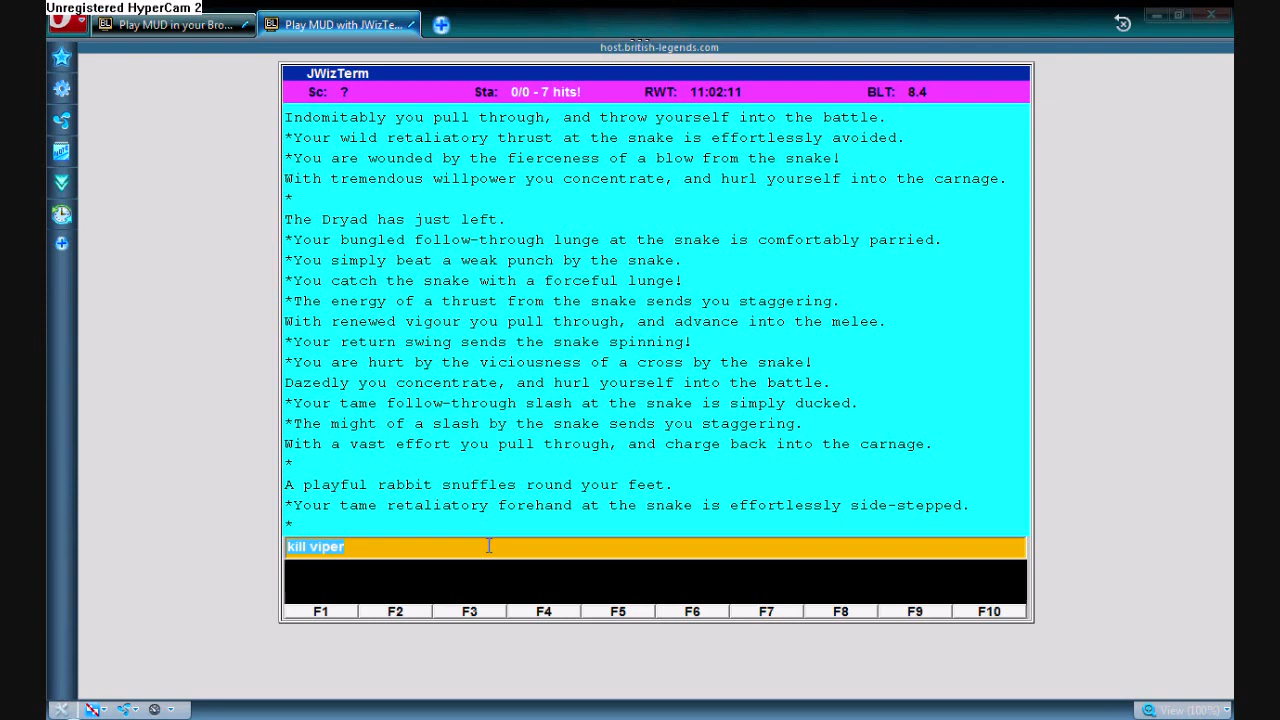 Unregistered HyperCam 2
Play MUD in your Bro...
Play MUD with JWizTe...
host.british-legends.com
JWizTerm
Sc: ? Sta: 0/0 - 7 hits! RWT: 11:02:11 BLT: 8.4
Indomitably you pull through, and throw yourself into the battle.
*Your wild retaliatory thrust at the snake is effortlessly avoided.
*You are wounded by the fierceness of a blow from the snake!
With tremendous willpower you concentrate, and hurl yourself into the carnage.
*
The Dryad has just left.
*Your bungled follow-through lunge at the snake is comfortably parried.
*You simply beat a weak punch by the snake.
*You catch the snake with a forceful lunge!
*The energy of a thrust from the snake sends you staggering.
With renewed vigour you pull through, and advance into the melee.
*Your return swing sends the snake spinning!
*You are hurt by the viciousness of a cross by the snake!
Dazedly you concentrate, and hurl yourself into the battle.
*Your tame follow-through slash at the snake is simply ducked.
*The might of a slash by the snake sends you staggering.
With a vast effort you pull through, and charge back into the carnage.
*
A playful rabbit snuffles round your feet.
*Your tame retaliatory forehand at the snake is effortlessly side-stepped.
*
kill viper
F1 F2 F3 F4 F5 F6 F7 F8 F9 F10
View (100%)